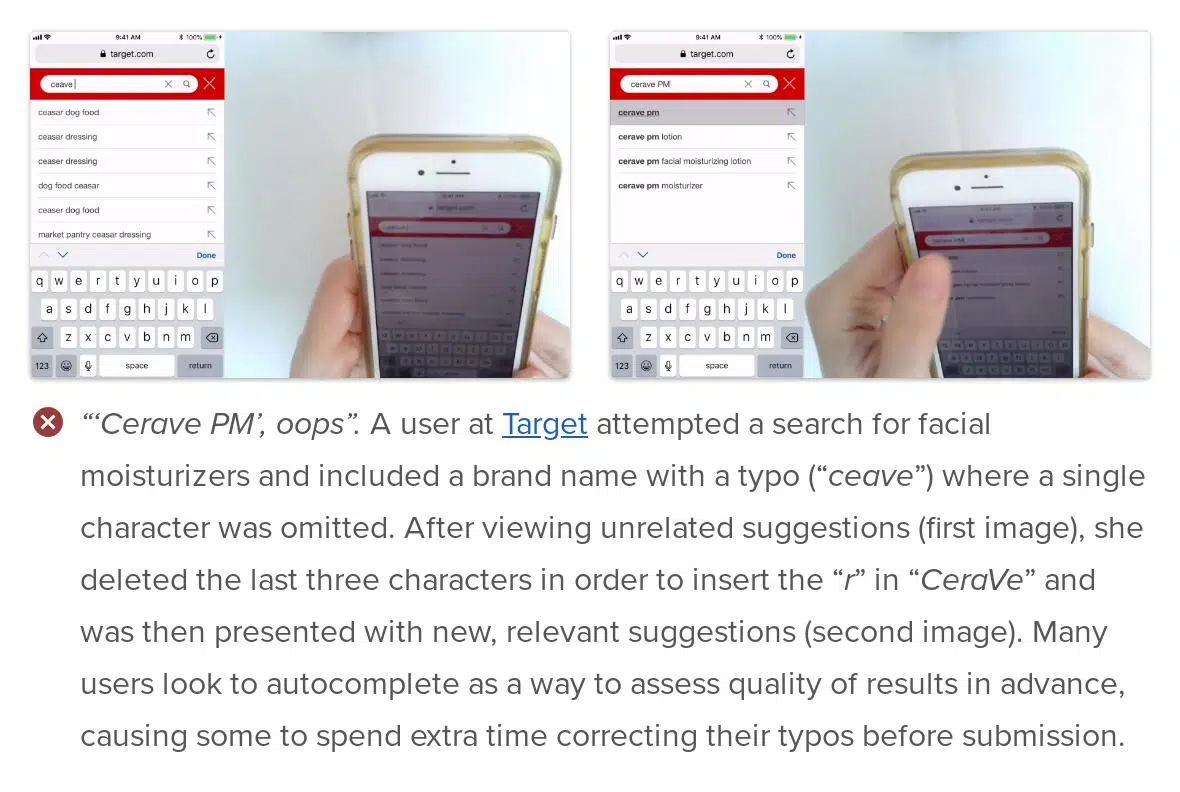 9:41 AM
100%
target.com
ceave
ceasar dog food
ceasar dressing
ceaser dressing
dog food ceasar
ceaser dog food
market pantry ceasar dressing
Done
q w e r t y u i o p
a s d f g h j k l
z x c v b n m
123 space return
9:41 AM
100%
target.com
cerave PM
cerave pm
cerave pm lotion
cerave pm facial moisturizing lotion
cerave pm moisturizer
Done
q w e r t y u i o p
a s d f g h j k l
z x c v b n m
123 space return
“‘Cerave PM’, oops”. A user at Target attempted a search for facial
moisturizers and included a brand name with a typo (“ceave”) where a single
character was omitted. After viewing unrelated suggestions (first image), she
deleted the last three characters in order to insert the “r” in “CeraVe” and
was then presented with new, relevant suggestions (second image). Many
users look to autocomplete as a way to assess quality of results in advance,
causing some to spend extra time correcting their typos before submission.